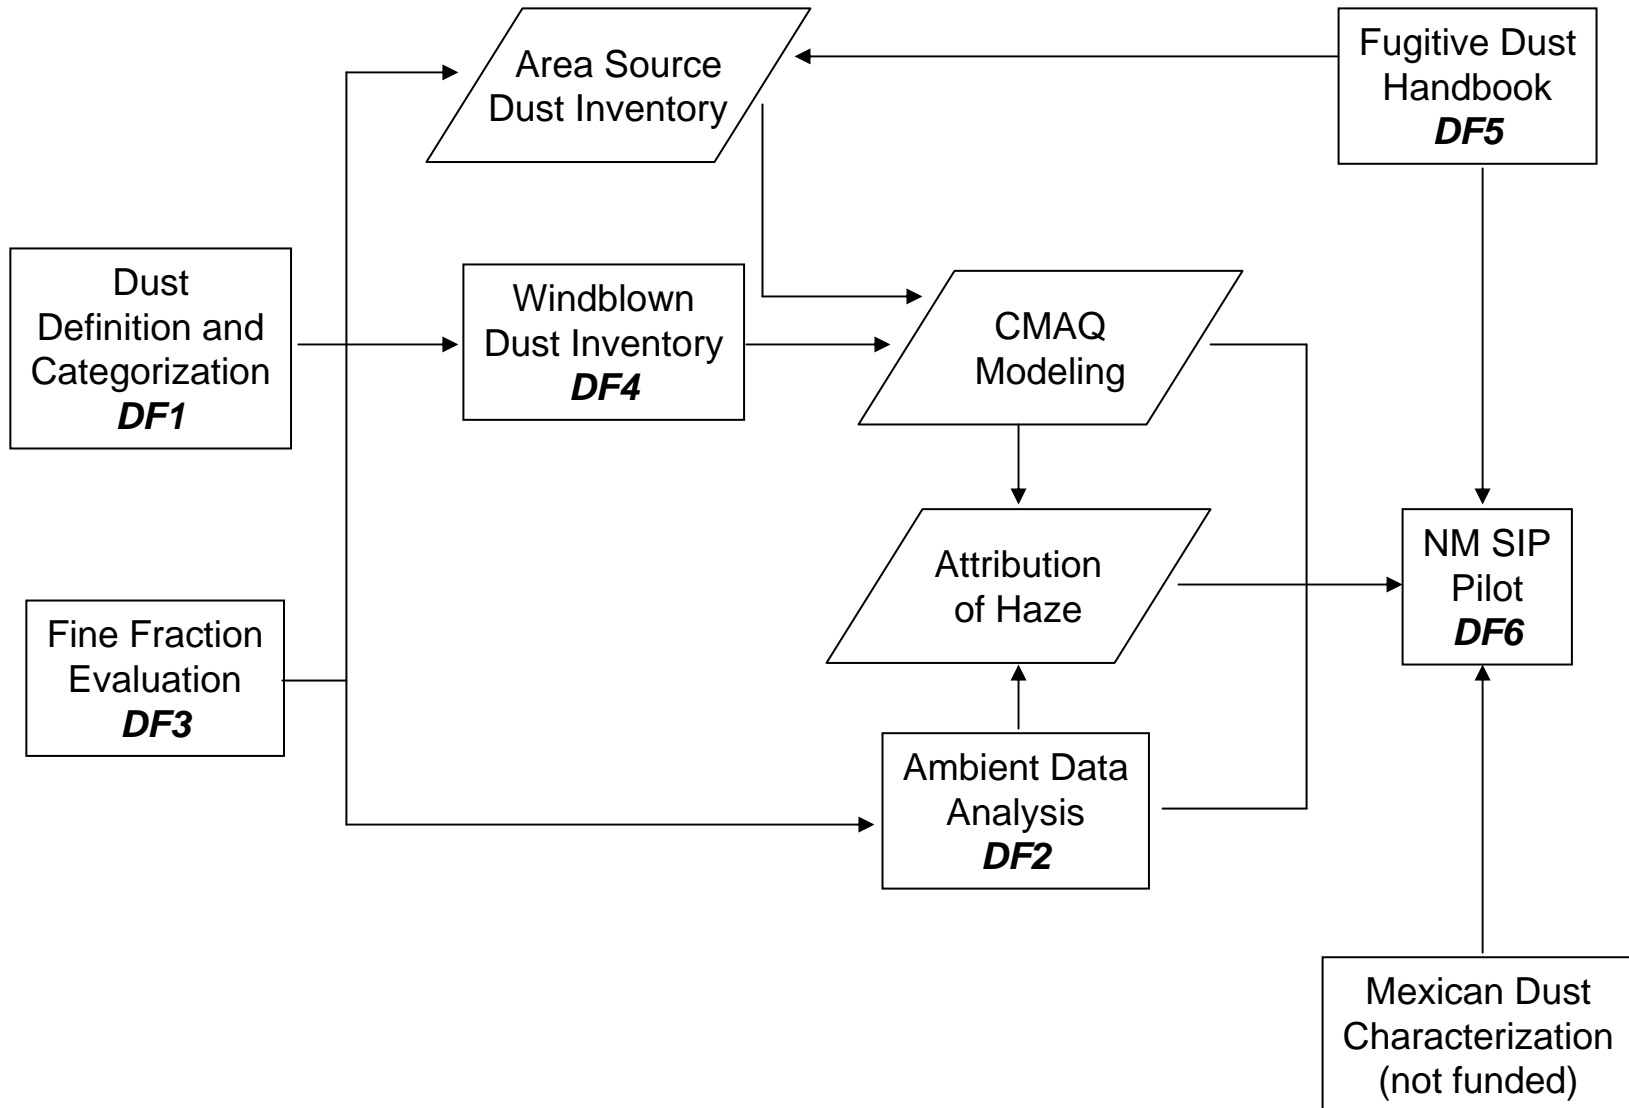 Area Source
Dust Inventory
Fugitive Dust
Handbook
DF5
Dust
Definition and
Categorization
DF1
Windblown
Dust Inventory
DF4
CMAQ
Modeling
Attribution
of Haze
NM SIP
Pilot
DF6
Fine Fraction
Evaluation
DF3
Ambient Data
Analysis
DF2
Mexican Dust
Characterization
(not funded)